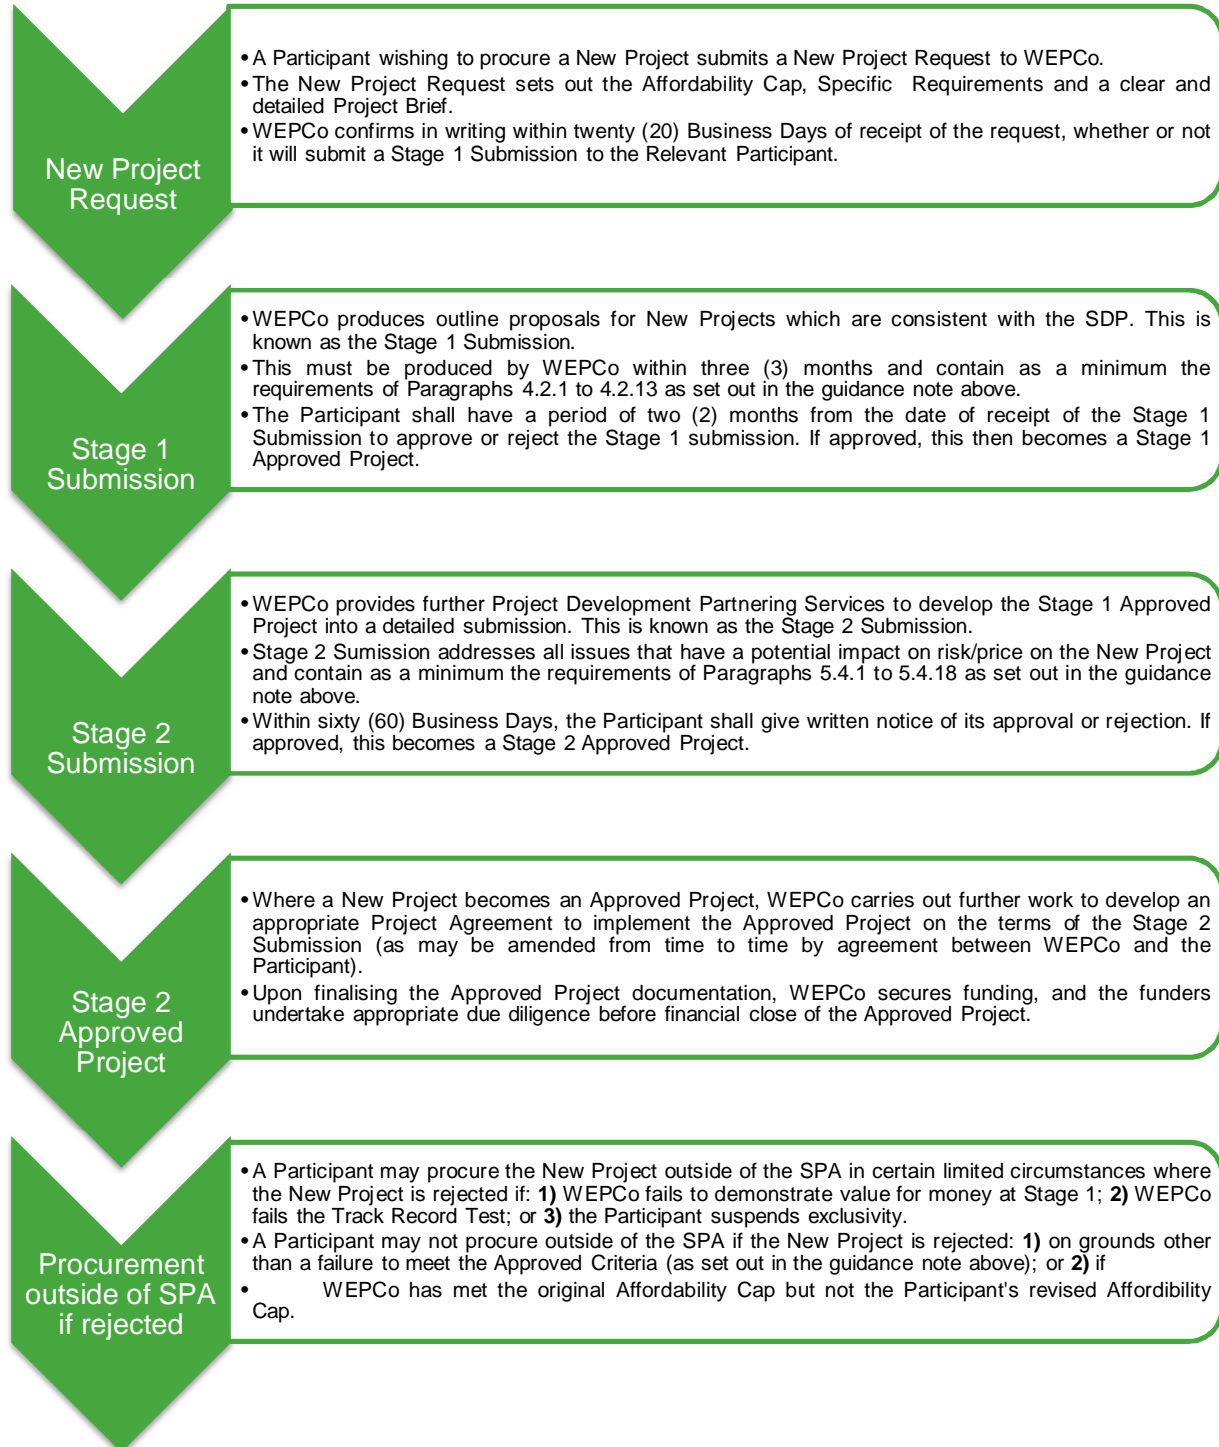 New Project
Request
• A Participant wishing to procure a New Project submits a New Project Request to WEPCo.
• The New Project Request sets out the Affordability Cap, Specific Requirements and a clear and
detailed Project Brief.
• WEPCo confirms in writing within twenty (20) Business Days of receipt of the request, whether or not
it will submit a Stage 1 Submission to the Relevant Participant.
Stage 1
Submission
• WEPCo produces outline proposals for New Projects which are consistent with the SDP. This is
known as the Stage 1 Submission.
• This must be produced by WEPCo within three (3) months and contain as a minimum the
requirements of Paragraphs 4.2.1 to 4.2.13 as set out in the guidance note above.
• The Participant shall have a period of two (2) months from the date of receipt of the Stage 1
Submission to approve or reject the Stage 1 submission. If approved, this then becomes a Stage 1
Approved Project.
Stage 2
Submission
• WEPCo provides further Project Development Partnering Services to develop the Stage 1 Approved
Project into a detailed submission. This is known as the Stage 2 Submission.
• Stage 2 Sumission addresses all issues that have a potential impact on risk/price on the New Project
and contain as a minimum the requirements of Paragraphs 5.4.1 to 5.4.18 as set out in the guidance
note above.
• Within sixty (60) Business Days, the Participant shall give written notice of its approval or rejection. If
approved, this becomes a Stage 2 Approved Project.
Stage 2
Approved
Project
• Where a New Project becomes an Approved Project, WEPCo carries out further work to develop an
appropriate Project Agreement to implement the Approved Project on the terms of the Stage 2
Submission (as may be amended from time to time by agreement between WEPCo and the
Participant).
• Upon finalising the Approved Project documentation, WEPCo secures funding, and the funders
undertake appropriate due diligence before financial close of the Approved Project.
Procurement
outside of SPA
if rejected
• A Participant may procure the New Project outside of the SPA in certain limited circumstances where
the New Project is rejected if: 1) WEPCo fails to demonstrate value for money at Stage 1; 2) WEPCo
fails the Track Record Test; or 3) the Participant suspends exclusivity.
• A Participant may not procure outside of the SPA if the New Project is rejected: 1) on grounds other
than a failure to meet the Approved Criteria (as set out in the guidance note above); or 2) if
• WEPCo has met the original Affordability Cap but not the Participant's revised Affordibility
Cap.